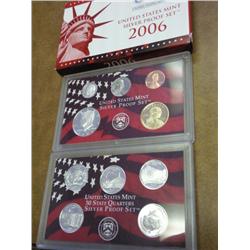 UNITED STATES MINT
SILVER PROOF SET
2006
2006
UNITED STATES MINT
SILVER PROOF SET
UNITED STATES MINT
50 STATE QUARTERS
SILVER PROOF SET